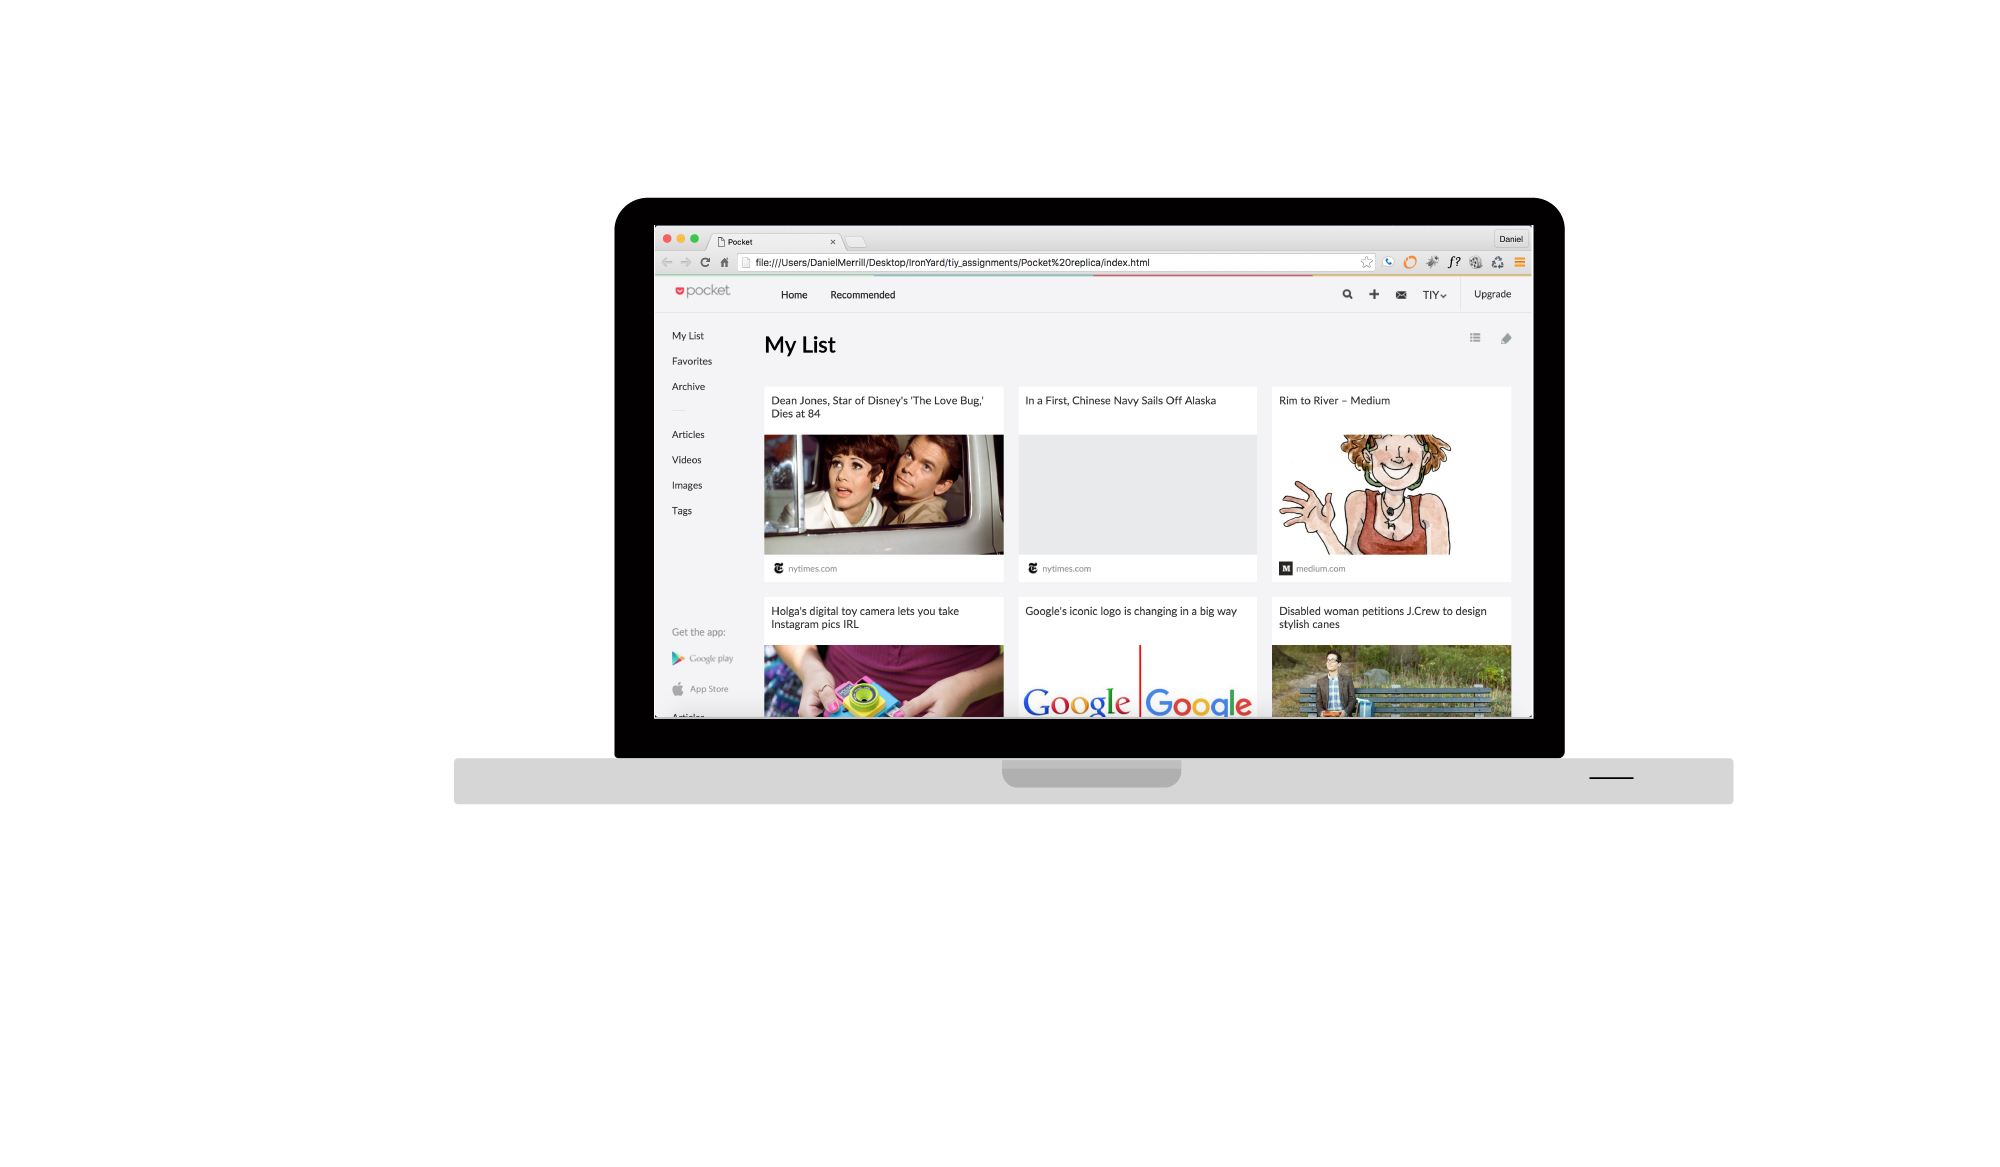 Pocket
Daniel
file:///Users/DanielMerrill/Desktop/IronYard/tiy_assignments/Pocket%20replica/index.html
f?
pocket
Home
Recommended
TIY
Upgrade
My List
Favorites
Archive
Articles
Videos
Images
Tags
Get the app:
Google play
App Store
Articles
My List
Dean Jones, Star of Disney's 'The Love Bug,'
Dies at 84
nytimes.com
In a First, Chinese Navy Sails Off Alaska
nytimes.com
Rim to River – Medium
M medium.com
Holga's digital toy camera lets you take
Instagram pics IRL
Google's iconic logo is changing in a big way
Google Google
Disabled woman petitions J.Crew to design
stylish canes